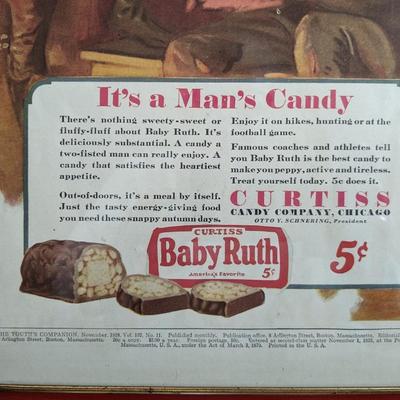 It's a Man's Candy
There's nothing sweety-sweet or
fluffy-fluff about Baby Ruth. It's
deliciously substantial. A candy a
two-fisted man can really enjoy. A
candy that satisfies the heartiest
appetite.
Out-of-doors, it's a meal by itself.
Just the tasty energy-giving food
you need these snappy autumn days.
Enjoy it on hikes, hunting or at the
football game.
Famous coaches and athletes tell
you Baby Ruth is the best candy to
make you peppy, active and tireless.
Treat yourself today. 5c does it.
CURTISS
CANDY COMPANY, CHICAGO
OTTO Y. SCHNERING, President
CURTISS
Baby Ruth
America's Favorite
5¢
5¢
THE YOUTH'S COMPANION, November, 1928, Vol. 102, No. 11. Published monthly. Publication office, 8 Arlington Street, Boston, Massachusetts. Editorial
Arlington Street, Boston, Massachusetts. 20c a copy. $2.00 a year. Foreign postage, 50c. Entered as second-class matter November 1, at the
Massachusetts, U. S. A., under the Act of March 3, 1879. Printed in the U. S. A.